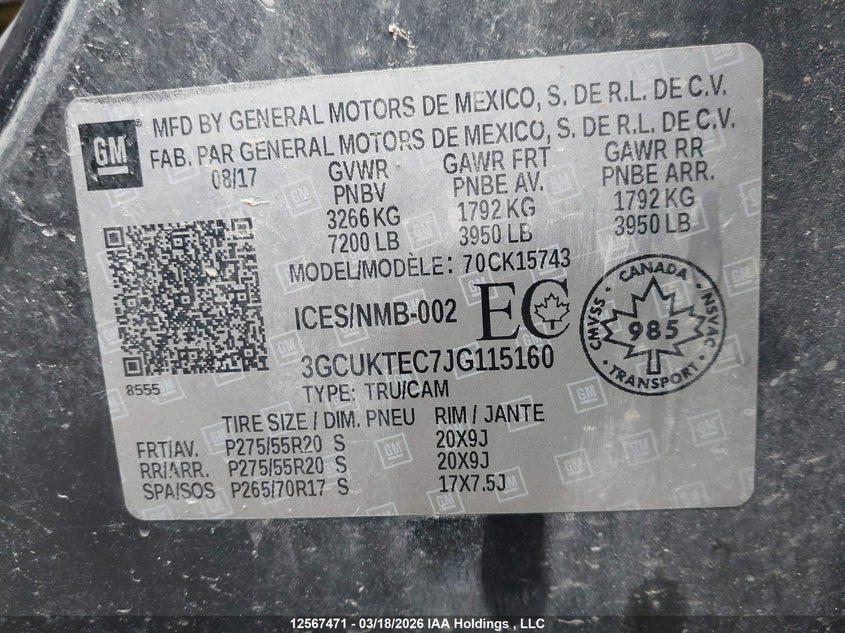 GM
MFD BY GENERAL MOTORS DE MEXICO, S. DE R.L. DE C.V.
FAB. PAR GENERAL MOTORS DE MEXICO, S. DE R.L. DE C.V.
08/17 GVWR GAWR FRT GAWR RR
PNBV PNBE AV. PNBE ARR.
3266 KG 1792 KG 1792 KG
7200 LB 3950 LB 3950 LB
MODEL/MODÈLE: 70CK15743
ICES/NMB-002 EC
CANADA
CMVSS 985 NSVAC
TRANSPORT
3GCUKTEC7JG115160
8555
TYPE: TRU/CAM
TIRE SIZE / DIM. PNEU RIM / JANTE
FRT/AV. P275/55R20 S 20X9J
RR/ARR. P275/55R20 S 20X9J
SPA/SOS P265/70R17 S 17X7.5J
12567471 - 03/18/2026 IAA Holdings , LLC